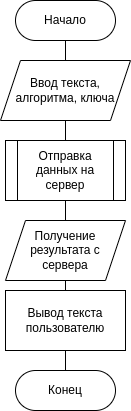 Начало
Ввод текста,
алгоритма, ключа
Отправка
данных на
сервер
Получение
результата с
сервера
Вывод текста
пользователю
Конец